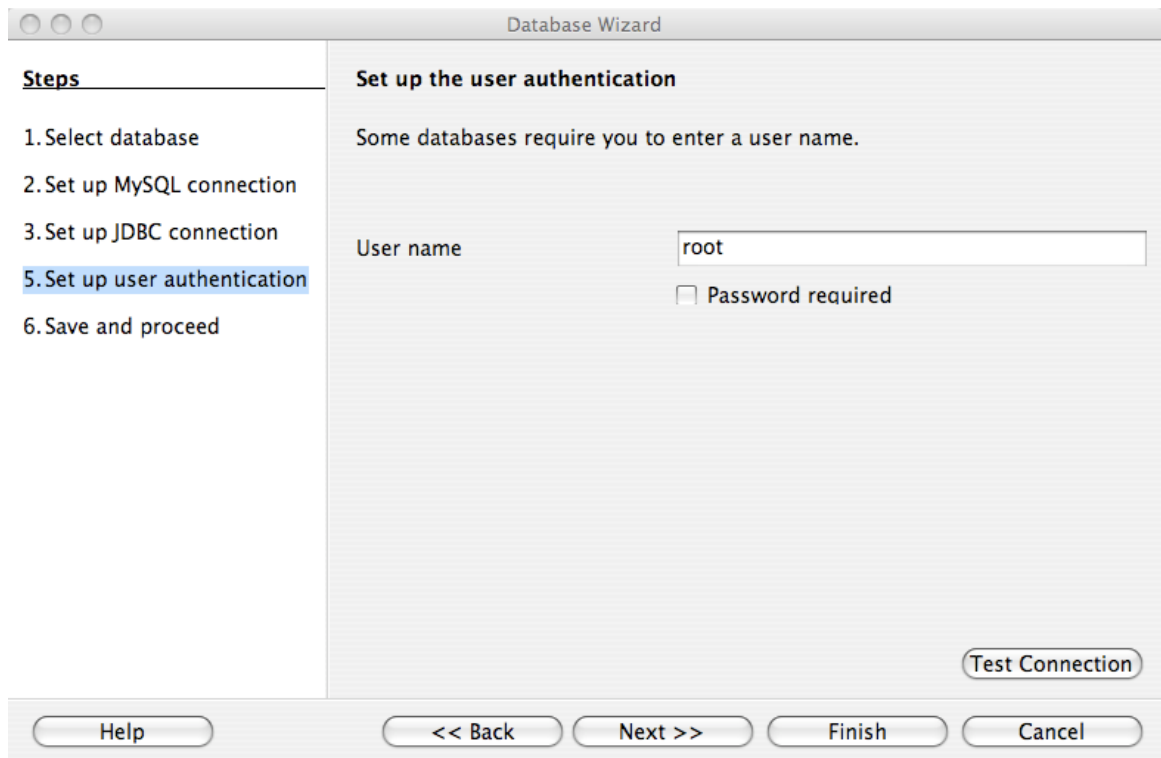 Database Wizard
Steps
1. Select database
2. Set up MySQL connection
3. Set up JDBC connection
5. Set up user authentication
6. Save and proceed
Set up the user authentication
Some databases require you to enter a user name.
User name
root
Password required
Test Connection
Help
<< Back
Next >>
Finish
Cancel